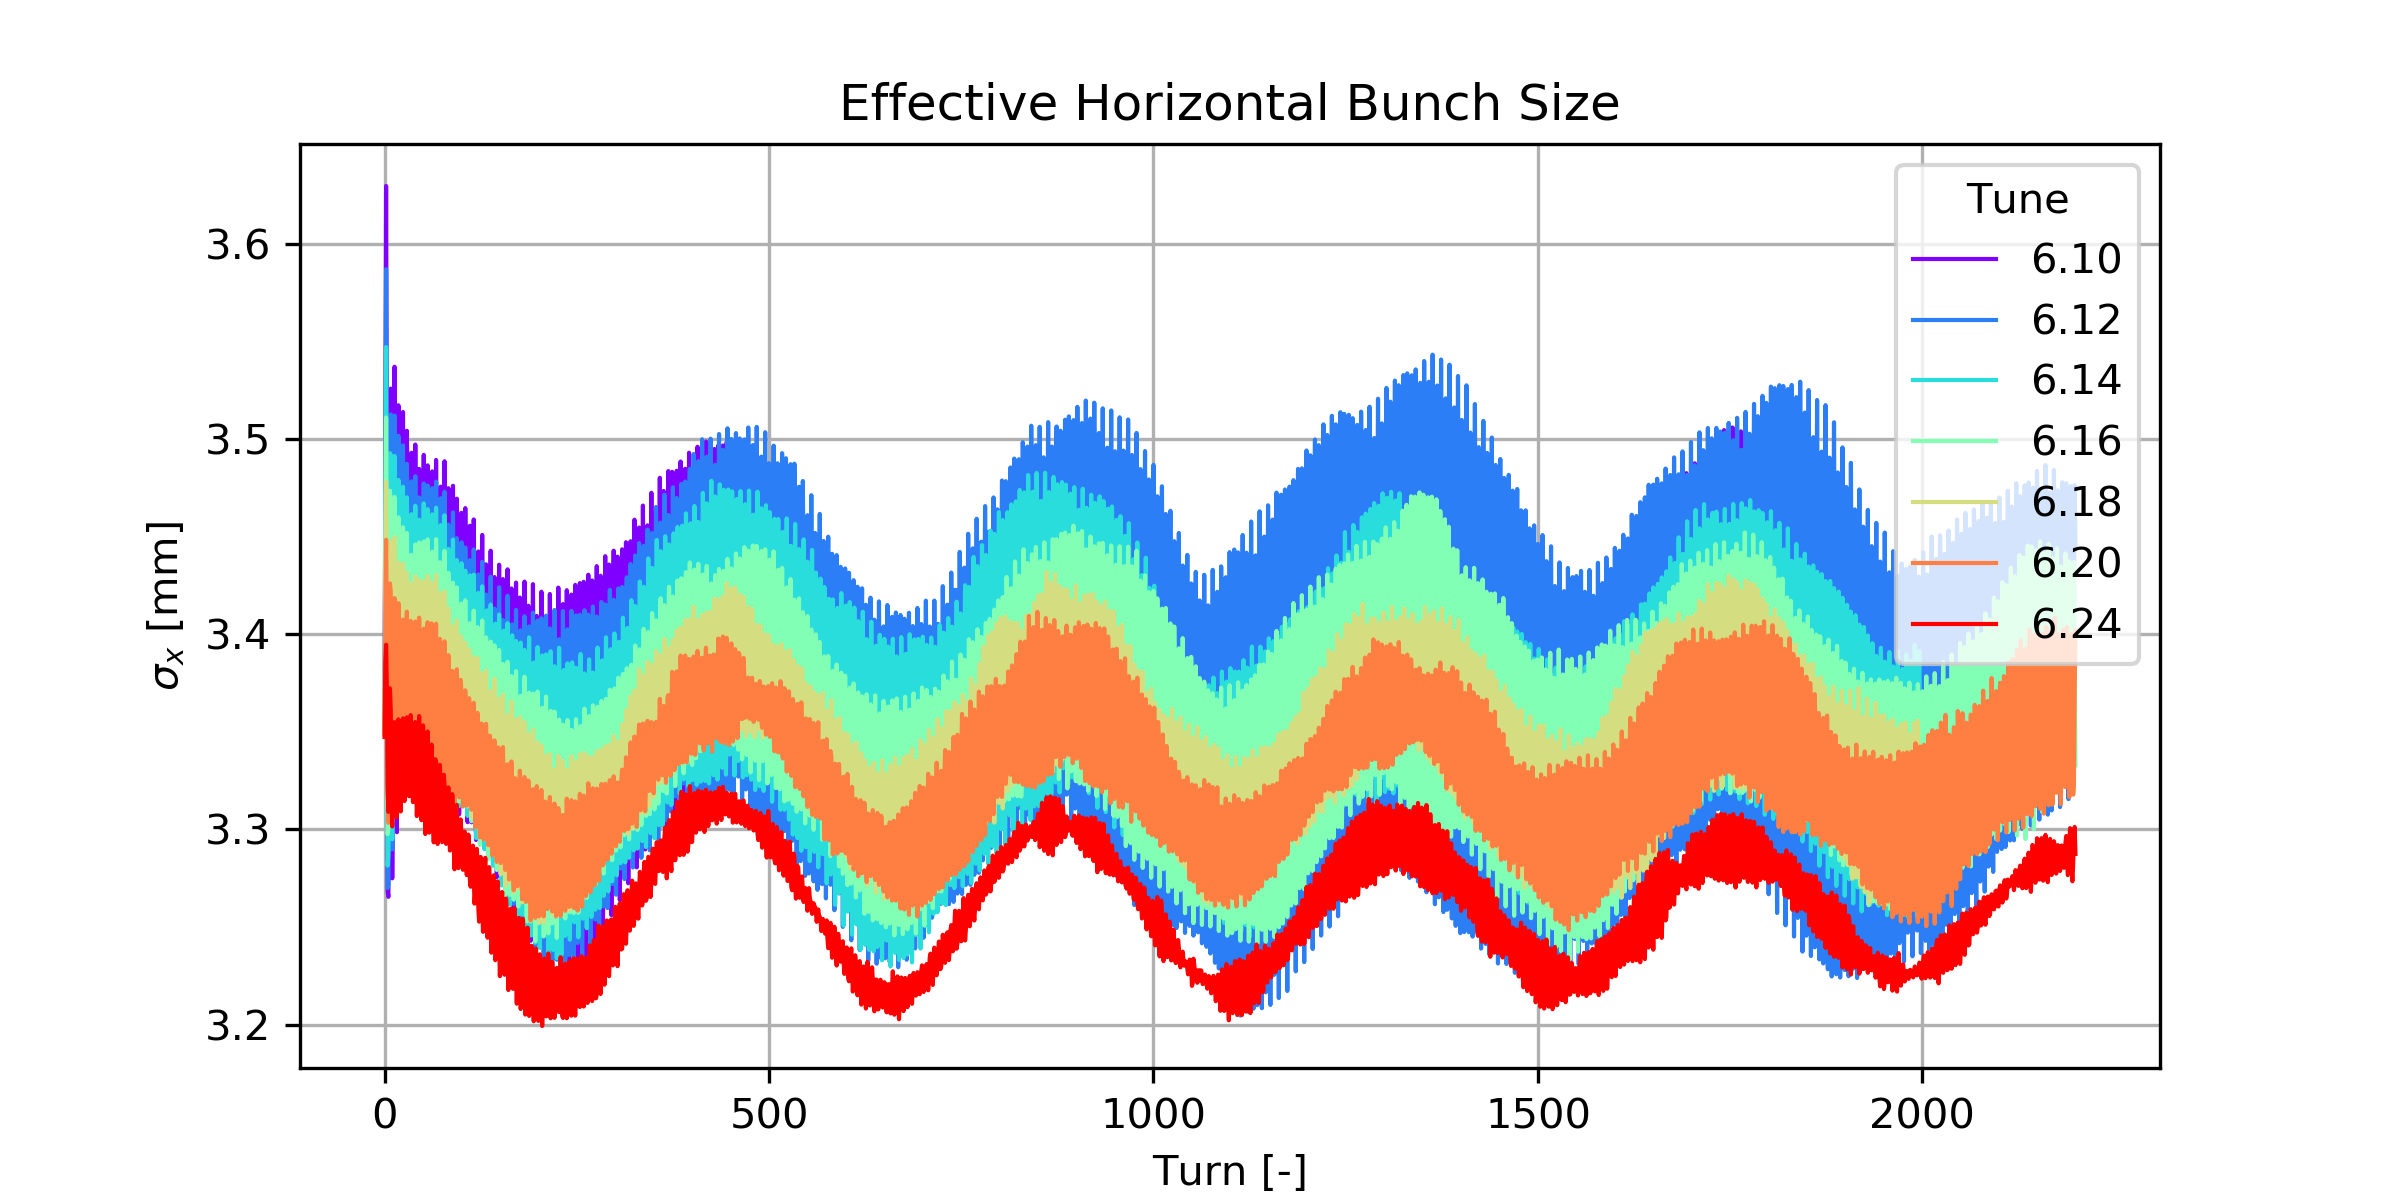 Effective Horizontal Bunch Size
Tune
6.10
6.12
6.14
6.16
6.18
6.20
6.24
σx [mm]
3.6
3.5
3.4
3.3
3.2
0 500 1000 1500 2000
Turn [-]